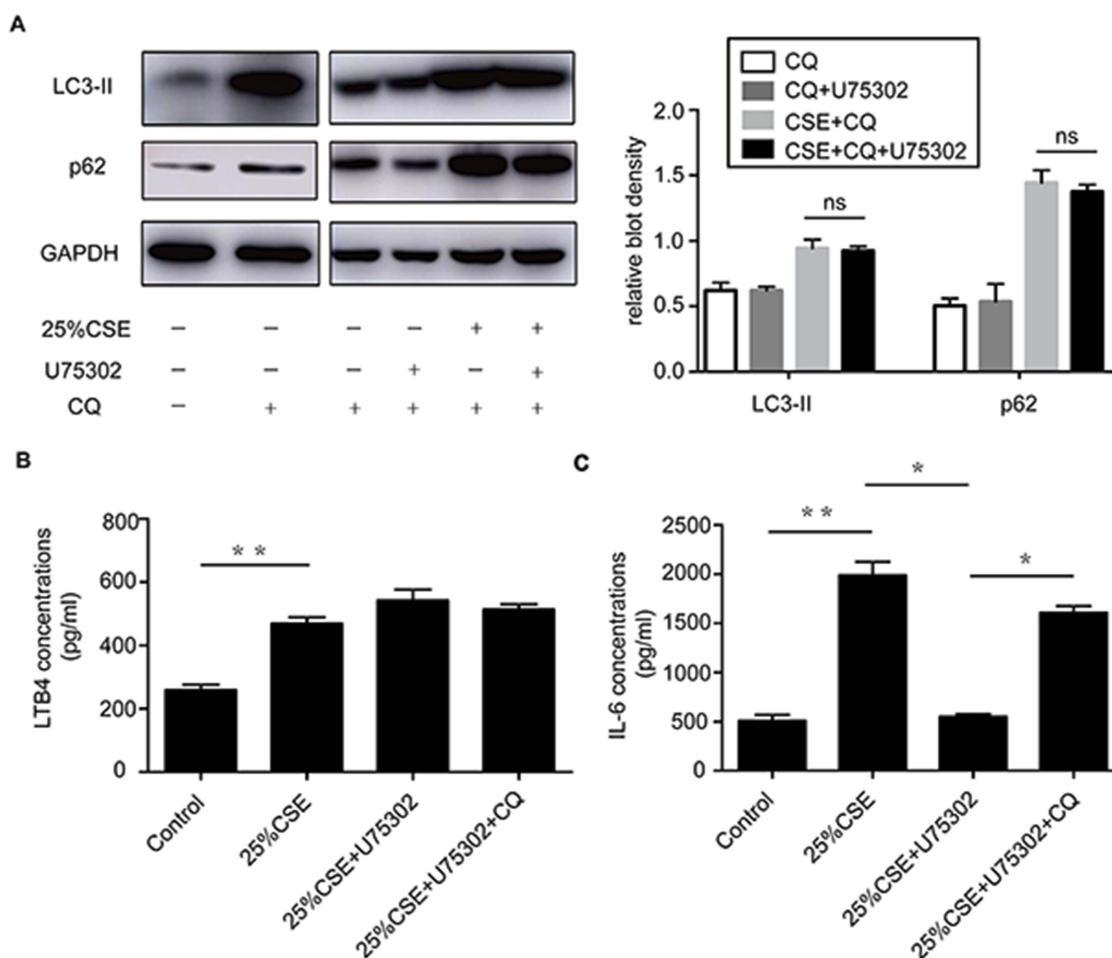 A
LC3-II
p62
GAPDH
25%CSE − − − − + +
U75302 − − − + − +
CQ − + + + + +
CQ
CQ+U75302
CSE+CQ
CSE+CQ+U75302
relative blot density
2.0
1.5
1.0
0.5
0.0
ns
ns
LC3-II p62
B
LTB4 concentrations
(pg/ml)
800
600
400
200
0
* *
Control
25%CSE
25%CSE+U75302
25%CSE+U75302+CQ
C
IL-6 concentrations
(pg/ml)
2500
2000
1500
1000
500
0
* *
*
*
Control
25%CSE
25%CSE+U75302
25%CSE+U75302+CQ